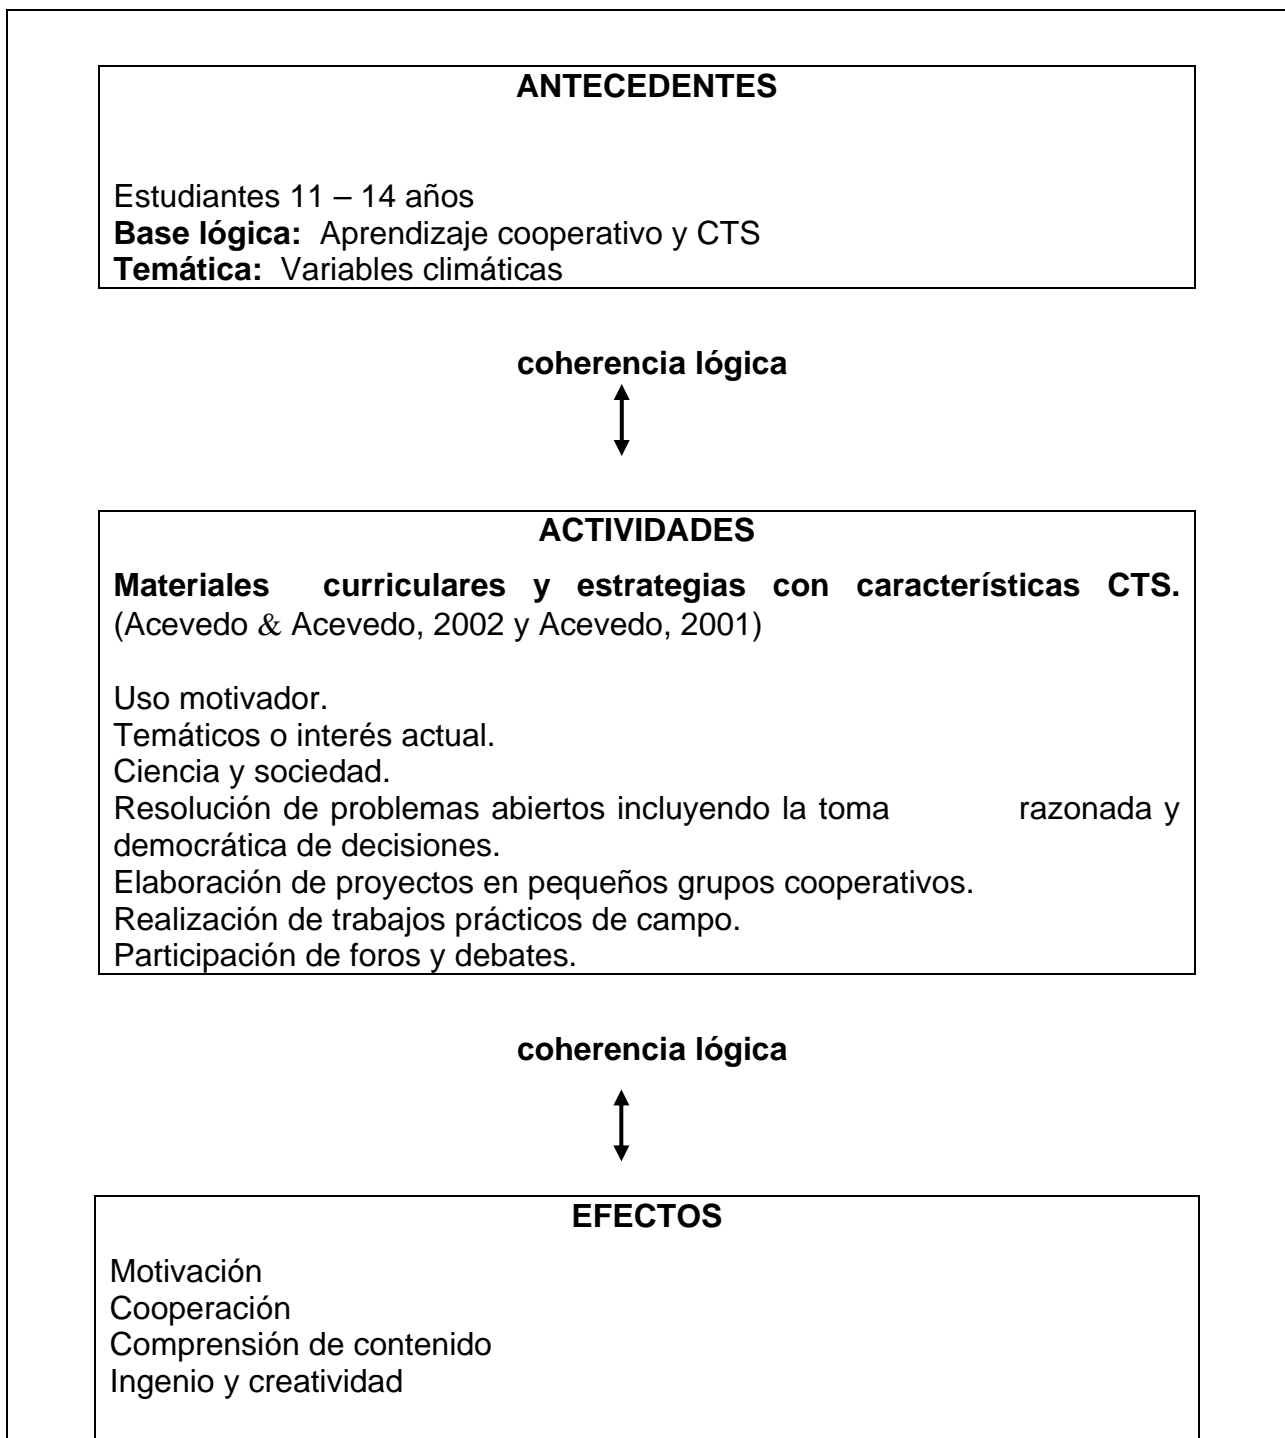 ANTECEDENTES
Estudiantes 11 – 14 años
Base lógica: Aprendizaje cooperativo y CTS
Temática: Variables climáticas
coherencia lógica
ACTIVIDADES
Materiales curriculares y estrategias con características CTS.
(Acevedo & Acevedo, 2002 y Acevedo, 2001)
Uso motivador.
Temáticos o interés actual.
Ciencia y sociedad.
Resolución de problemas abiertos incluyendo la toma razonada y
democrática de decisiones.
Elaboración de proyectos en pequeños grupos cooperativos.
Realización de trabajos prácticos de campo.
Participación de foros y debates.
coherencia lógica
EFECTOS
Motivación
Cooperación
Comprensión de contenido
Ingenio y creatividad